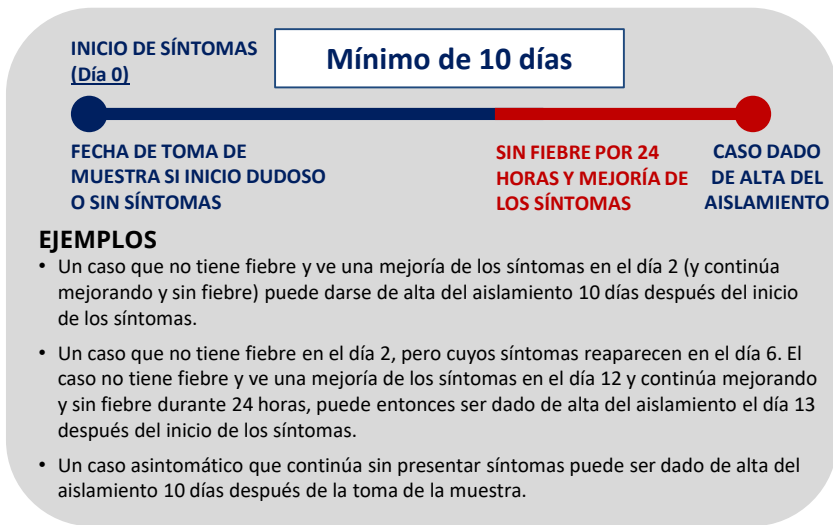 INICIO DE SÍNTOMAS
(Día 0)
Mínimo de 10 días
FECHA DE TOMA DE
MUESTRA SI INICIO DUDOSO
O SIN SÍNTOMAS
SIN FIEBRE POR 24
HORAS Y MEJORÍA DE
LOS SÍNTOMAS
CASO DADO
DE ALTA DEL
AISLAMIENTO
EJEMPLOS
• Un caso que no tiene fiebre y ve una mejoría de los síntomas en el día 2 (y continúa
mejorando y sin fiebre) puede darse de alta del aislamiento 10 días después del inicio
de los síntomas.
• Un caso que no tiene fiebre en el día 2, pero cuyos síntomas reaparecen en el día 6. El
caso no tiene fiebre y ve una mejoría de los síntomas en el día 12 y continúa mejorando
y sin fiebre durante 24 horas, puede entonces ser dado de alta del aislamiento el día 13
después del inicio de los síntomas.
• Un caso asintomático que continúa sin presentar síntomas puede ser dado de alta del
aislamiento 10 días después de la toma de la muestra.